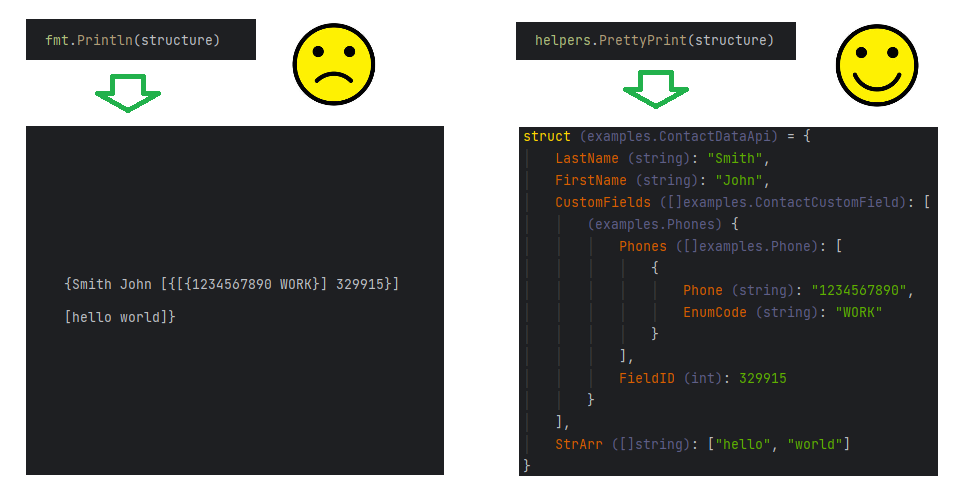 fmt.Println(structure)
{Smith John [{[{1234567890 WORK}] 329915}]
[hello world]}
helpers.PrettyPrint(structure)
struct (examples.ContactDataApi) = {
LastName (string): "Smith",
FirstName (string): "John",
CustomFields ([]examples.ContactCustomField): [
(examples.Phones) {
Phones ([]examples.Phone): [
{
Phone (string): "1234567890",
EnumCode (string): "WORK"
}
],
FieldID (int): 329915
}
],
StrArr ([]string): ["hello", "world"]
}